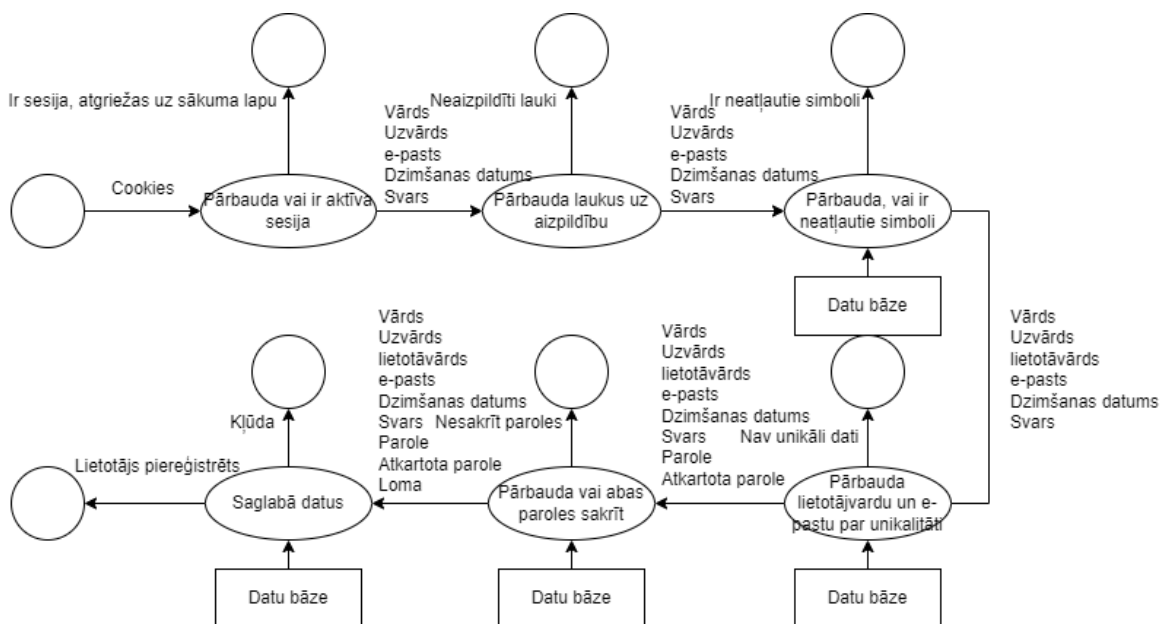 Ir sesija, atgriežas uz sākuma lapu
Cookies
Pārbauda vai ir aktīva
sesija
Neaizpildīti lauki
Vārds
Uzvārds
e-pasts
Dzimšanas datums
Svars
Pārbauda laukus uz
aizpildību
Ir neatļautie simboli
Vārds
Uzvārds
e-pasts
Dzimšanas datums
Svars
Pārbauda, vai ir
neatļautie simboli
Datu bāze
Vārds
Uzvārds
lietotāvārds
e-pasts
Dzimšanas datums
Svars
Nav unikāli dati
Pārbauda
lietotājvardu un e-
pastu par unikalitāti
Datu bāze
Vārds
Uzvārds
lietotāvārds
e-pasts
Dzimšanas datums
Svars
Parole
Atkartota parole
Nesakrīt paroles
Pārbauda vai abas
paroles sakrīt
Datu bāze
Vārds
Uzvārds
lietotāvārds
e-pasts
Dzimšanas datums
Svars
Parole
Atkartota parole
Loma
Kļūda
Saglabā datus
Datu bāze
Lietotājs piereģistrēts